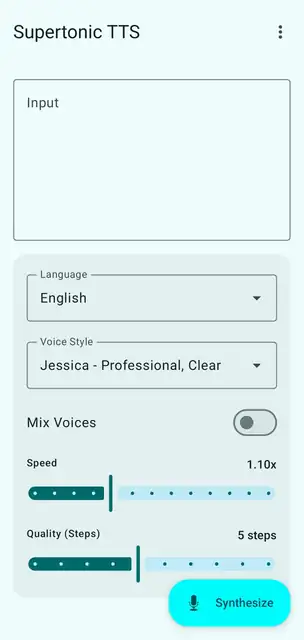 Supertonic TTS
Input
Language
English
Voice Style
Jessica - Professional, Clear
Mix Voices
Speed
1.10x
Quality (Steps)
5 steps
Synthesize